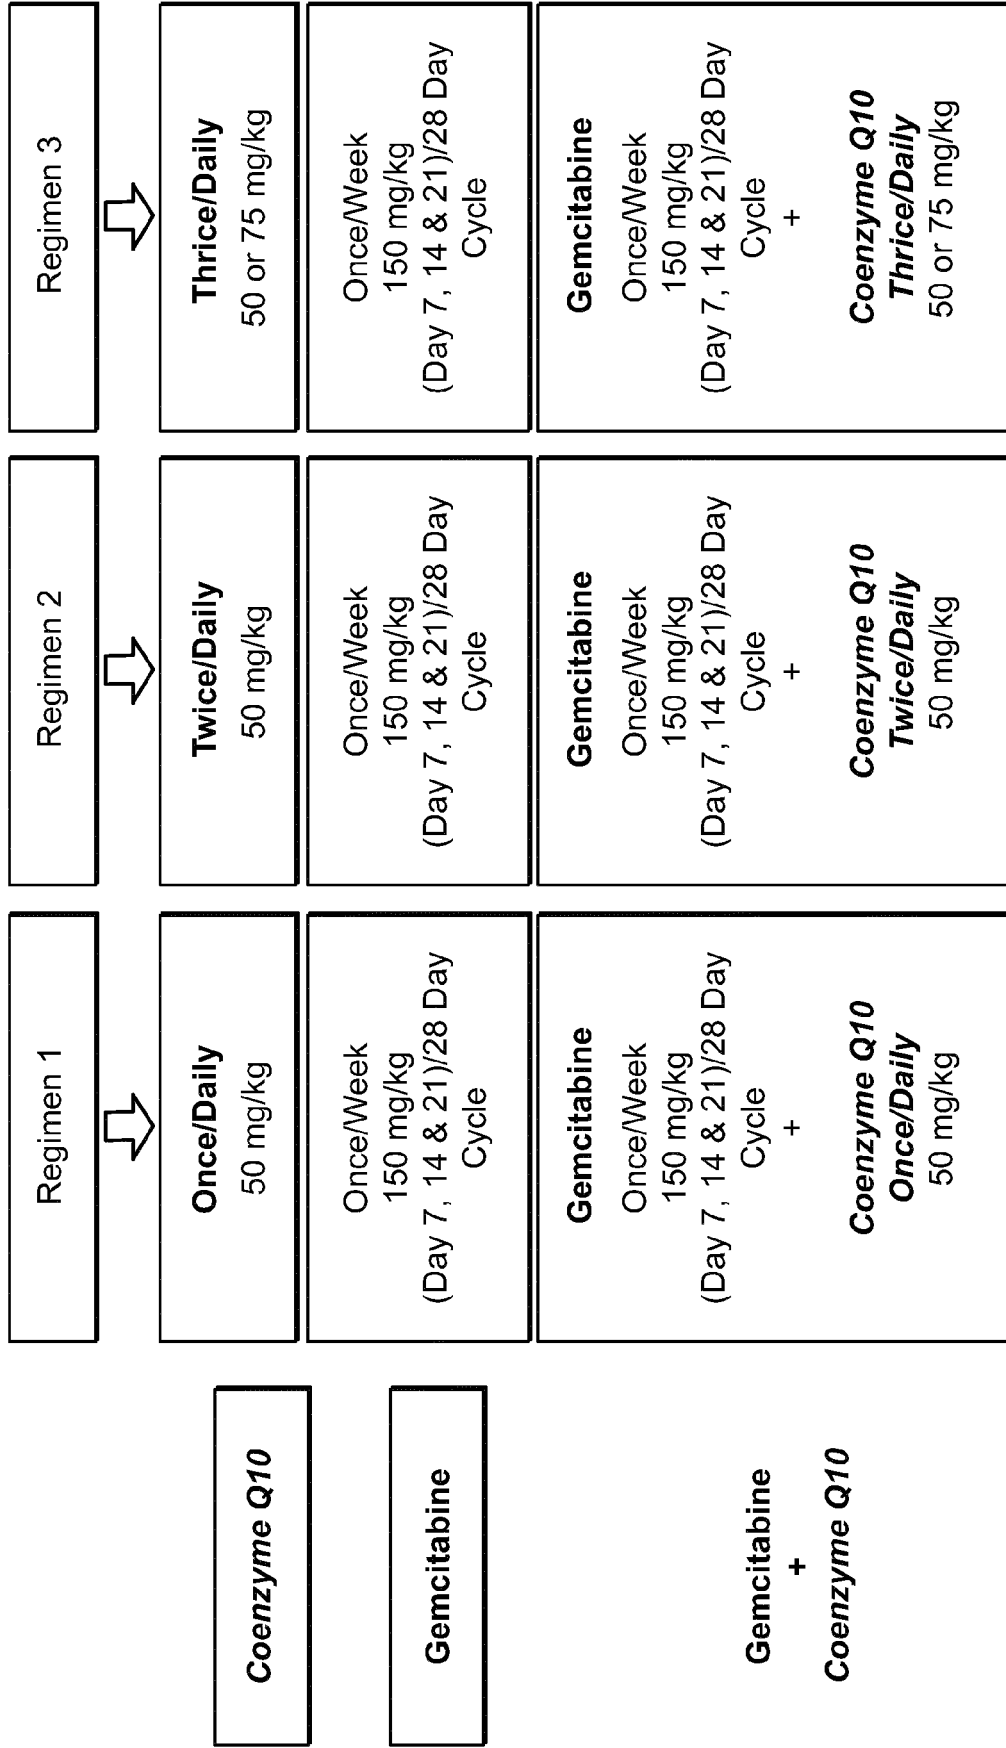 Regimen 1
Regimen 2
Regimen 3
Coenzyme Q10
Once/Daily
50 mg/kg
Twice/Daily
50 mg/kg
Thrice/Daily
50 or 75 mg/kg
Gemcitabine
Once/Week
150 mg/kg
(Day 7, 14 & 21)/28 Day
Cycle
Once/Week
150 mg/kg
(Day 7, 14 & 21)/28 Day
Cycle
Once/Week
150 mg/kg
(Day 7, 14 & 21)/28 Day
Cycle
Gemcitabine
+
Coenzyme Q10
Gemcitabine
Once/Week
150 mg/kg
(Day 7, 14 & 21)/28 Day
Cycle
+
Coenzyme Q10
Once/Daily
50 mg/kg
Gemcitabine
Once/Week
150 mg/kg
(Day 7, 14 & 21)/28 Day
Cycle
+
Coenzyme Q10
Twice/Daily
50 mg/kg
Gemcitabine
Once/Week
150 mg/kg
(Day 7, 14 & 21)/28 Day
Cycle
+
Coenzyme Q10
Thrice/Daily
50 or 75 mg/kg